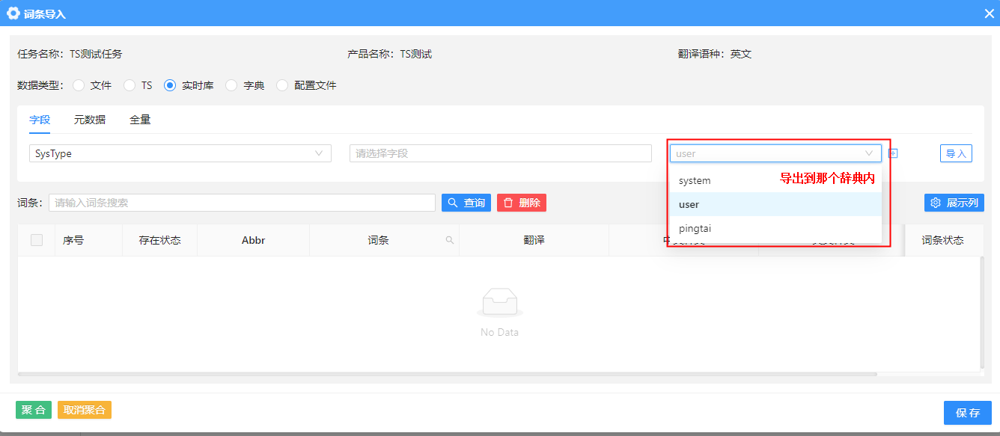 词条导入
任务名称：TS测试任务 产品名称：TS测试 翻译语种：英文
数据类型： 文件 TS 实时库 字典 配置文件
字段 元数据 全量
SysType 请选择字段 user 导入
system 导出到那个辞典内
user
pingtai
词条： 请输入词条搜索 查询 删除 展示列
序号 存在状态 Abbr 词条 翻译 词条状态
No Data
聚合 取消聚合 保存